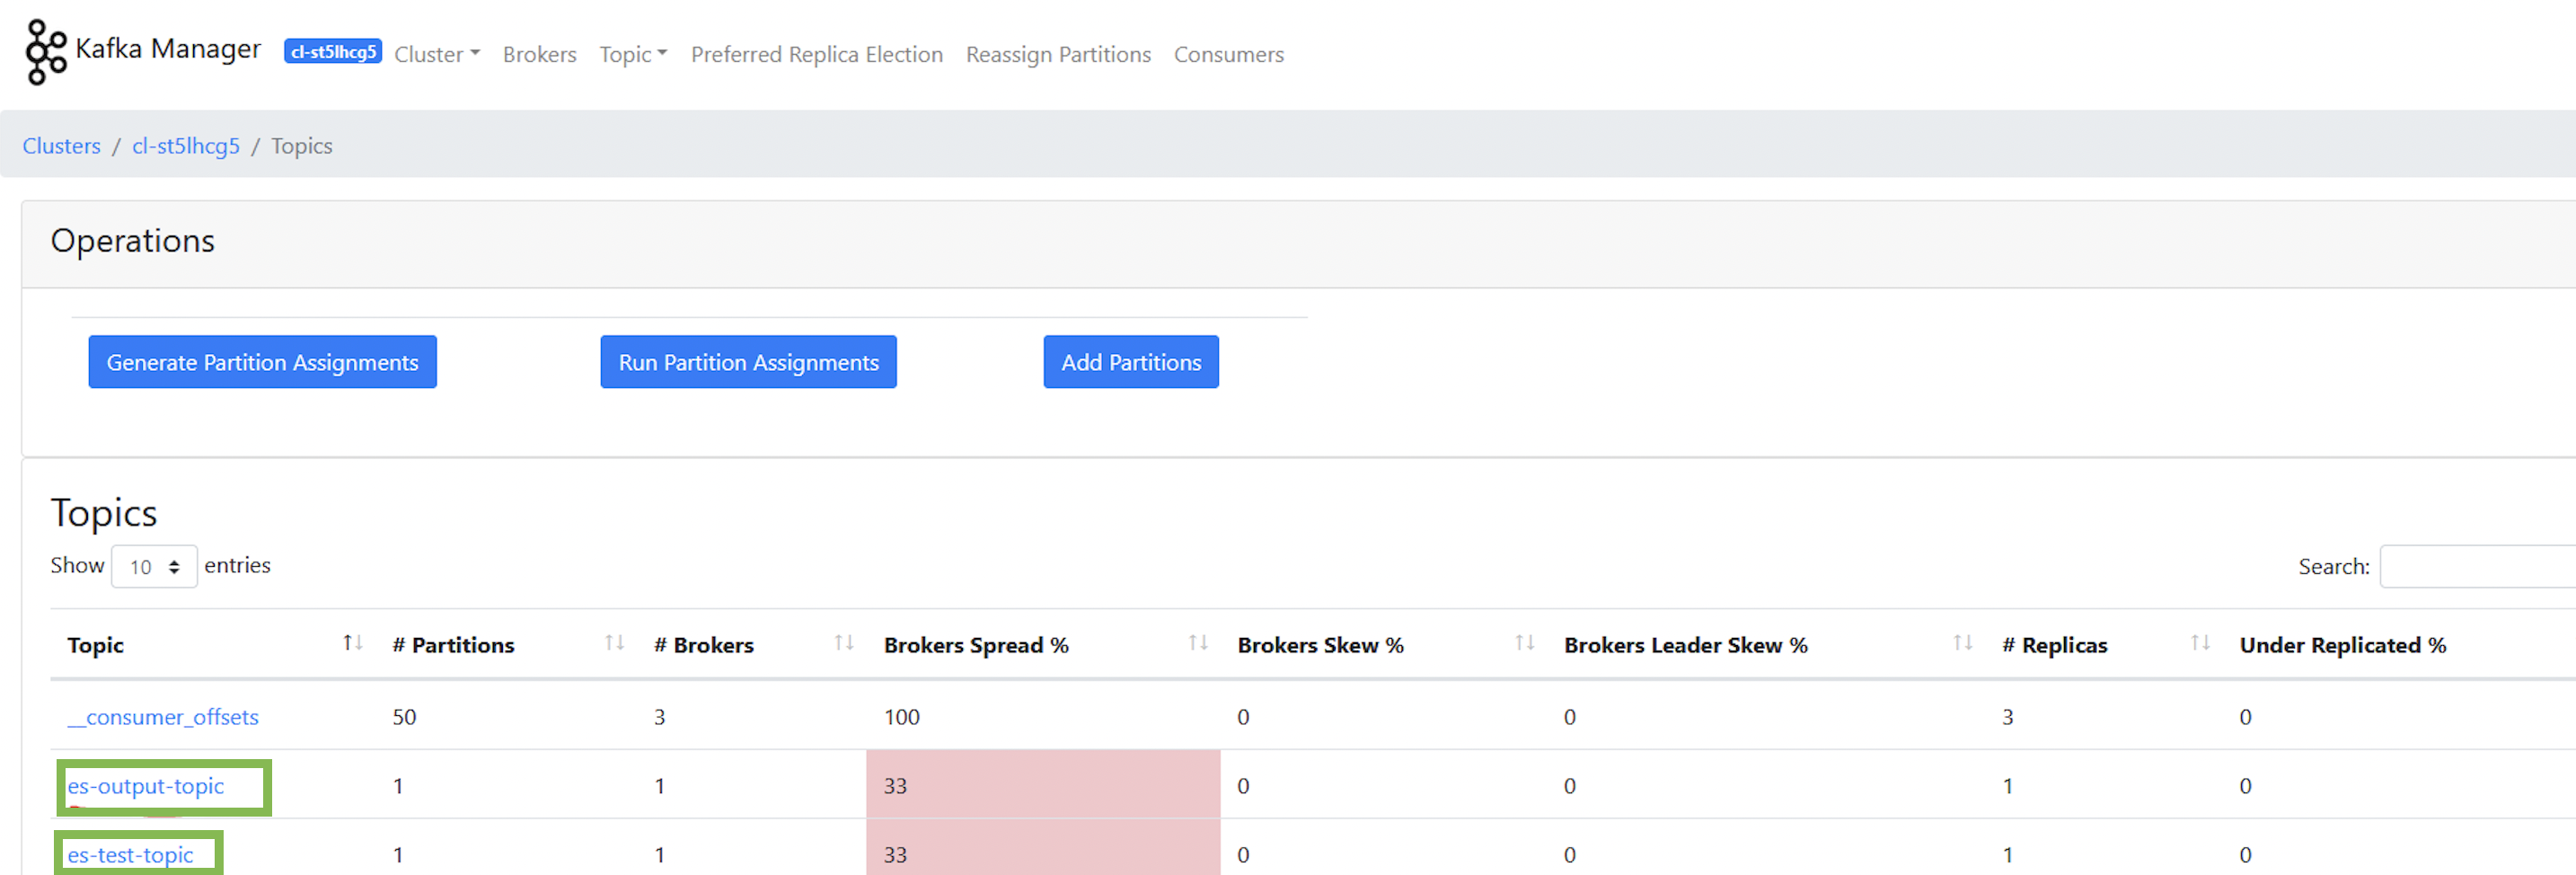 Kafka Manager cl-st5lhcg5 Cluster Brokers Topic Preferred Replica Election Reassign Partitions Consumers
Clusters / cl-st5lhcg5 / Topics
Operations
Generate Partition Assignments Run Partition Assignments Add Partitions
Topics
Show 10 entries Search:
Topic # Partitions # Brokers Brokers Spread % Brokers Skew % Brokers Leader Skew % # Replicas Under Replicated %
__consumer_offsets 50 3 100 0 0 3 0
es-output-topic 1 1 33 0 0 1 0
es-test-topic 1 1 33 0 0 1 0